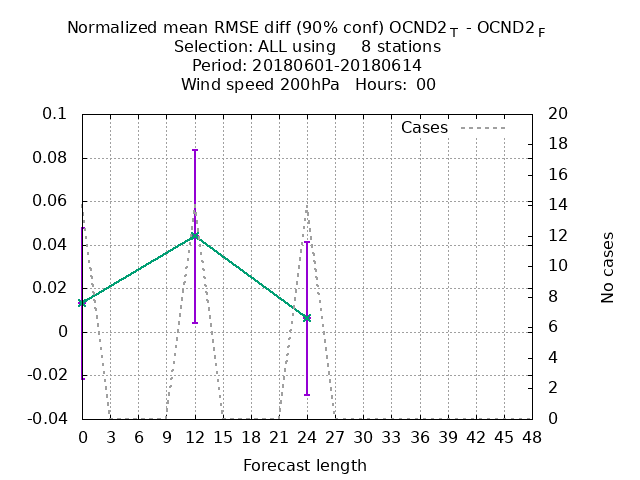 Normalized mean RMSE diff (90% conf) OCND2T - OCND2F
Selection: ALL using 8 stations
Period: 20180601-20180614
Wind speed 200hPa Hours: 00
Cases
0.1
0.08
0.06
0.04
0.02
0
-0.02
-0.04
20
18
16
14
12
10
8
6
4
2
0
No cases
0 3 6 9 12 15 18 21 24 27 30 33 36 39 42 45 48
Forecast length